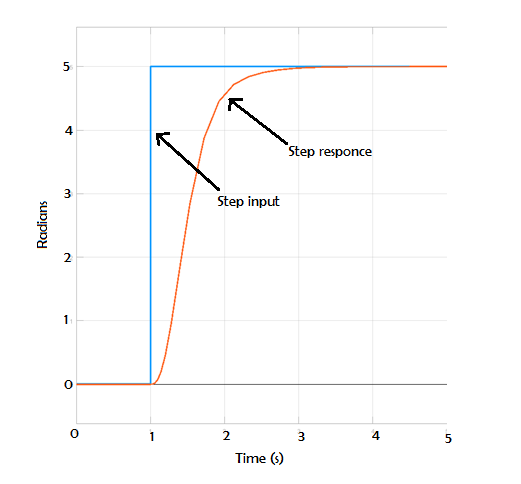 5
4
Step responce
3
Step input
Radians
2
1
0
0 1 2 3 4 5
Time (s)